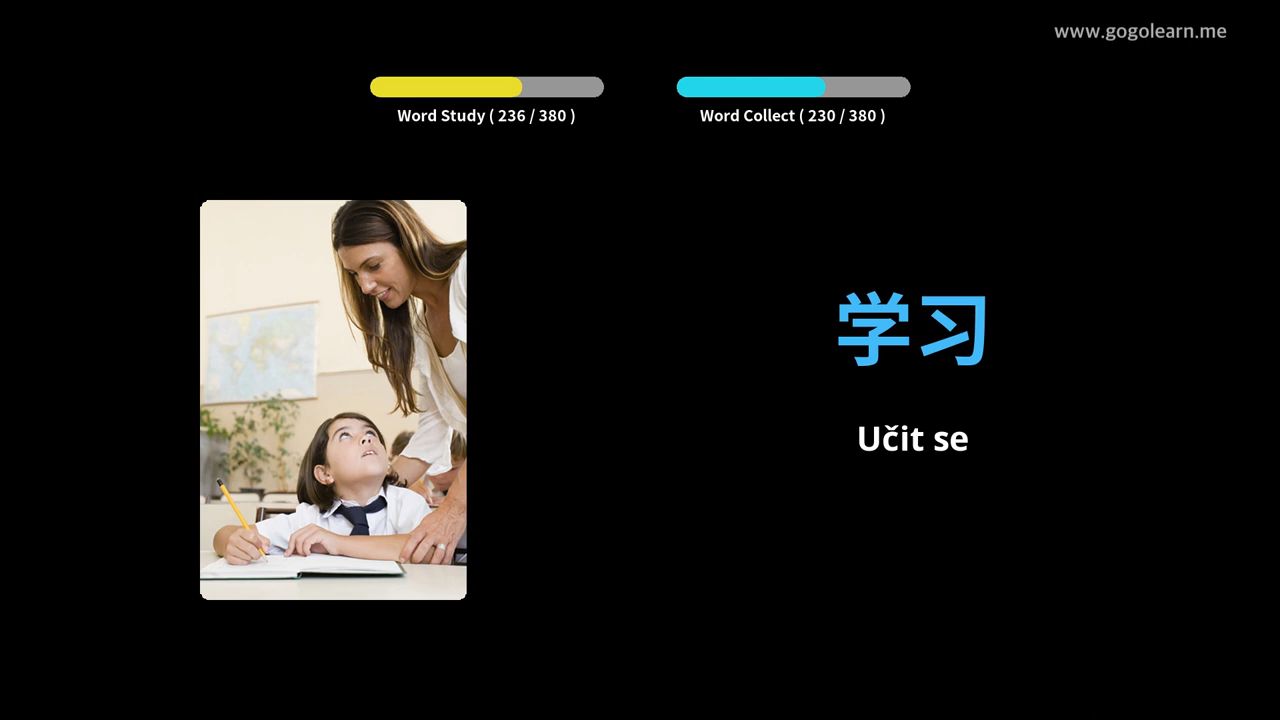 www.gogolearn.me
Word Study ( 236 / 380 )
Word Collect ( 230 / 380 )
学习
Učit se